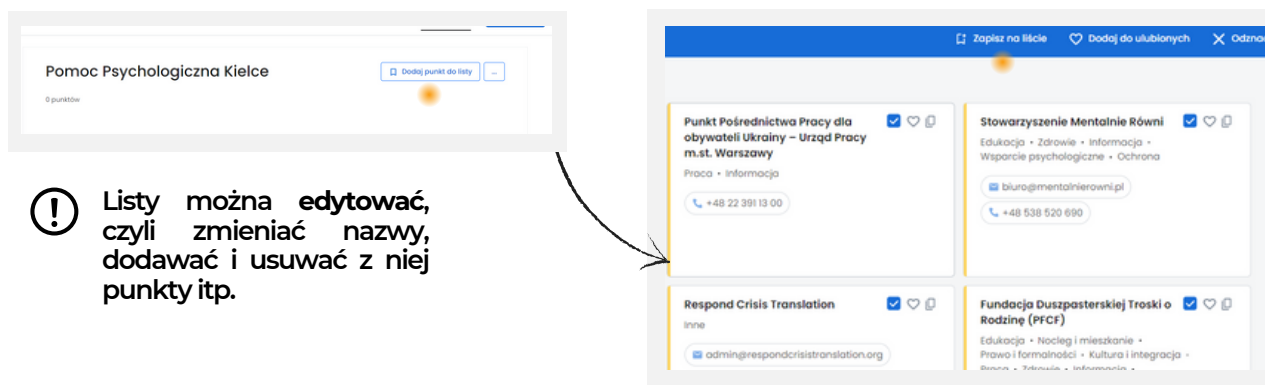 Pomoc Psychologiczna Kielce
Dodaj punkt do listy
...
0 punktów
Listy można edytować,
czyli zmieniać nazwy,
dodawać i usuwać z niej
punkty itp.
Zapisz na liście
Dodaj do ulubionych
Odznac
Punkt Pośrednictwa Pracy dla
obywateli Ukrainy – Urząd Pracy
m.st. Warszawy
Praca • Informacja
+48 22 391 13 00
Stowarzyszenie Mentalnie Równi
Edukacja • Zdrowie • Informacja •
Wsparcie psychologiczne • Ochrona
biuro@mentalnierowni.pl
+48 538 520 690
Respond Crisis Translation
Inne
admin@respondcrisistranslation.org
Fundacja Duszpasterskiej Troski o
Rodzinę (PFCF)
Edukacja • Nocleg i mieszkanie •
Prawo i formalności • Kultura i integracja •
Praca • Zdrowie • Informacja •